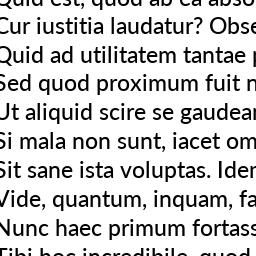 Quid est, quod ab ea abso
Cur iustitia laudatur? Obse
Quid ad utilitatem tantae p
Sed quod proximum fuit n
Ut aliquid scire se gaudean
Si mala non sunt, iacet om
Sit sane ista voluptas. Iden
Vide, quantum, inquam, fa
Nunc haec primum fortass
Tibi hoc incredibile, quod